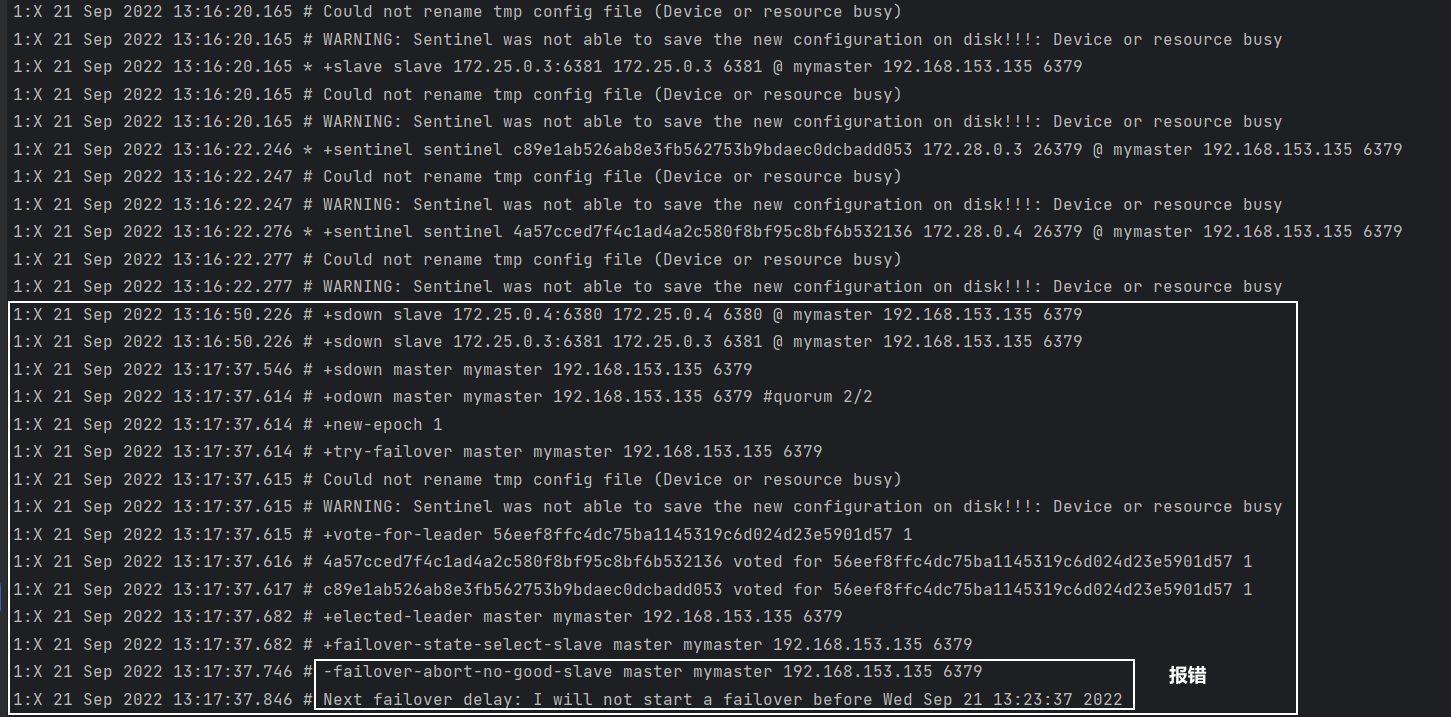 1:X 21 Sep 2022 13:16:20.165 # Could not rename tmp config file (Device or resource busy)
1:X 21 Sep 2022 13:16:20.165 # WARNING: Sentinel was not able to save the new configuration on disk!!!: Device or resource busy
1:X 21 Sep 2022 13:16:20.165 * +slave slave 172.25.0.3:6381 172.25.0.3 6381 @ mymaster 192.168.153.135 6379
1:X 21 Sep 2022 13:16:20.165 # Could not rename tmp config file (Device or resource busy)
1:X 21 Sep 2022 13:16:20.165 # WARNING: Sentinel was not able to save the new configuration on disk!!!: Device or resource busy
1:X 21 Sep 2022 13:16:22.246 * +sentinel sentinel c89e1ab526ab8e3fb562753b9bdaec0dcbadd053 172.28.0.3 26379 @ mymaster 192.168.153.135 6379
1:X 21 Sep 2022 13:16:22.247 # Could not rename tmp config file (Device or resource busy)
1:X 21 Sep 2022 13:16:22.247 # WARNING: Sentinel was not able to save the new configuration on disk!!!: Device or resource busy
1:X 21 Sep 2022 13:16:22.276 * +sentinel sentinel 4a57cced7f4c1ad4a2c580f8bf95c8bf6b532136 172.28.0.4 26379 @ mymaster 192.168.153.135 6379
1:X 21 Sep 2022 13:16:22.277 # Could not rename tmp config file (Device or resource busy)
1:X 21 Sep 2022 13:16:22.277 # WARNING: Sentinel was not able to save the new configuration on disk!!!: Device or resource busy
1:X 21 Sep 2022 13:16:50.226 # +sdown slave 172.25.0.4:6380 172.25.0.4 6380 @ mymaster 192.168.153.135 6379
1:X 21 Sep 2022 13:16:50.226 # +sdown slave 172.25.0.3:6381 172.25.0.3 6381 @ mymaster 192.168.153.135 6379
1:X 21 Sep 2022 13:17:37.546 # +sdown master mymaster 192.168.153.135 6379
1:X 21 Sep 2022 13:17:37.614 # +odown master mymaster 192.168.153.135 6379 #quorum 2/2
1:X 21 Sep 2022 13:17:37.614 # +new-epoch 1
1:X 21 Sep 2022 13:17:37.614 # +try-failover master mymaster 192.168.153.135 6379
1:X 21 Sep 2022 13:17:37.615 # Could not rename tmp config file (Device or resource busy)
1:X 21 Sep 2022 13:17:37.615 # WARNING: Sentinel was not able to save the new configuration on disk!!!: Device or resource busy
1:X 21 Sep 2022 13:17:37.615 # +vote-for-leader 56eef8ffc4dc75ba1145319c6d024d23e5901d57 1
1:X 21 Sep 2022 13:17:37.616 # 4a57cced7f4c1ad4a2c580f8bf95c8bf6b532136 voted for 56eef8ffc4dc75ba1145319c6d024d23e5901d57 1
1:X 21 Sep 2022 13:17:37.617 # c89e1ab526ab8e3fb562753b9bdaec0dcbadd053 voted for 56eef8ffc4dc75ba1145319c6d024d23e5901d57 1
1:X 21 Sep 2022 13:17:37.682 # +elected-leader master mymaster 192.168.153.135 6379
1:X 21 Sep 2022 13:17:37.682 # +failover-state-select-slave master mymaster 192.168.153.135 6379
1:X 21 Sep 2022 13:17:37.746 # -failover-abort-no-good-slave master mymaster 192.168.153.135 6379
报错
1:X 21 Sep 2022 13:17:37.846 # Next failover delay: I will not start a failover before Wed Sep 21 13:23:37 2022